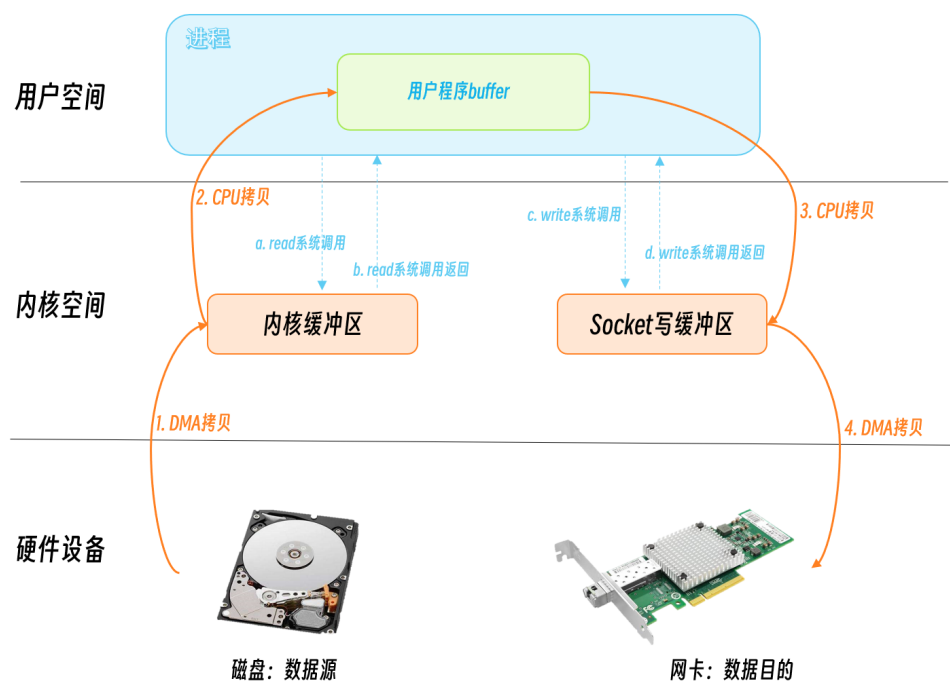 进程
用户空间
用户程序buffer
2. CPU拷贝
3. CPU拷贝
c. write系统调用
a. read系统调用
d. write系统调用返回
b. read系统调用返回
内核空间
内核缓冲区
Socket写缓冲区
1. DMA拷贝
4. DMA拷贝
硬件设备
磁盘：数据源
网卡：数据目的